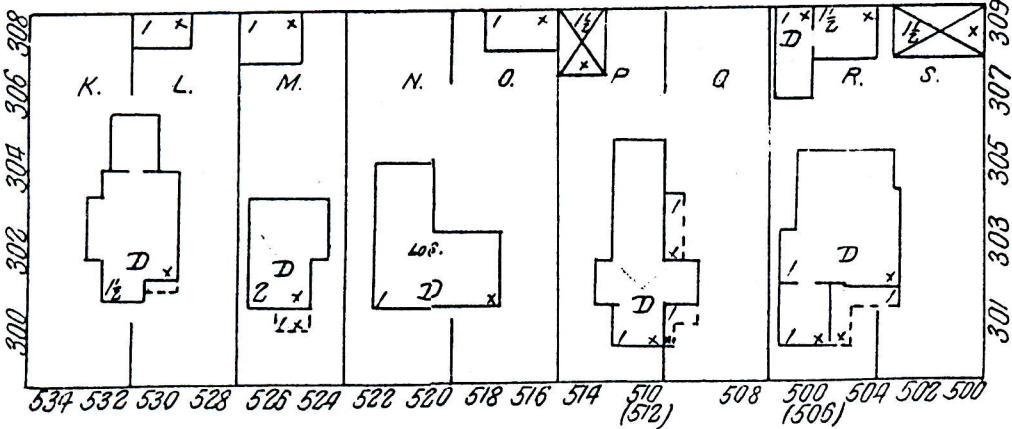 308 1 x 1 x 1 x 1½ x 1 x 1½ x 1½ x 309
306 K. L. M. N. O. P Q D R. S. 307
304 305
1
302 D D LOS. D D 303
1½ x 2 x 1 D x x 1 x
1 x 1 1
300 1 x x 1 x x 301
534 532 530 528 526 524 522 520 518 516 514 510 508 500 504 502 500
(512) (506)